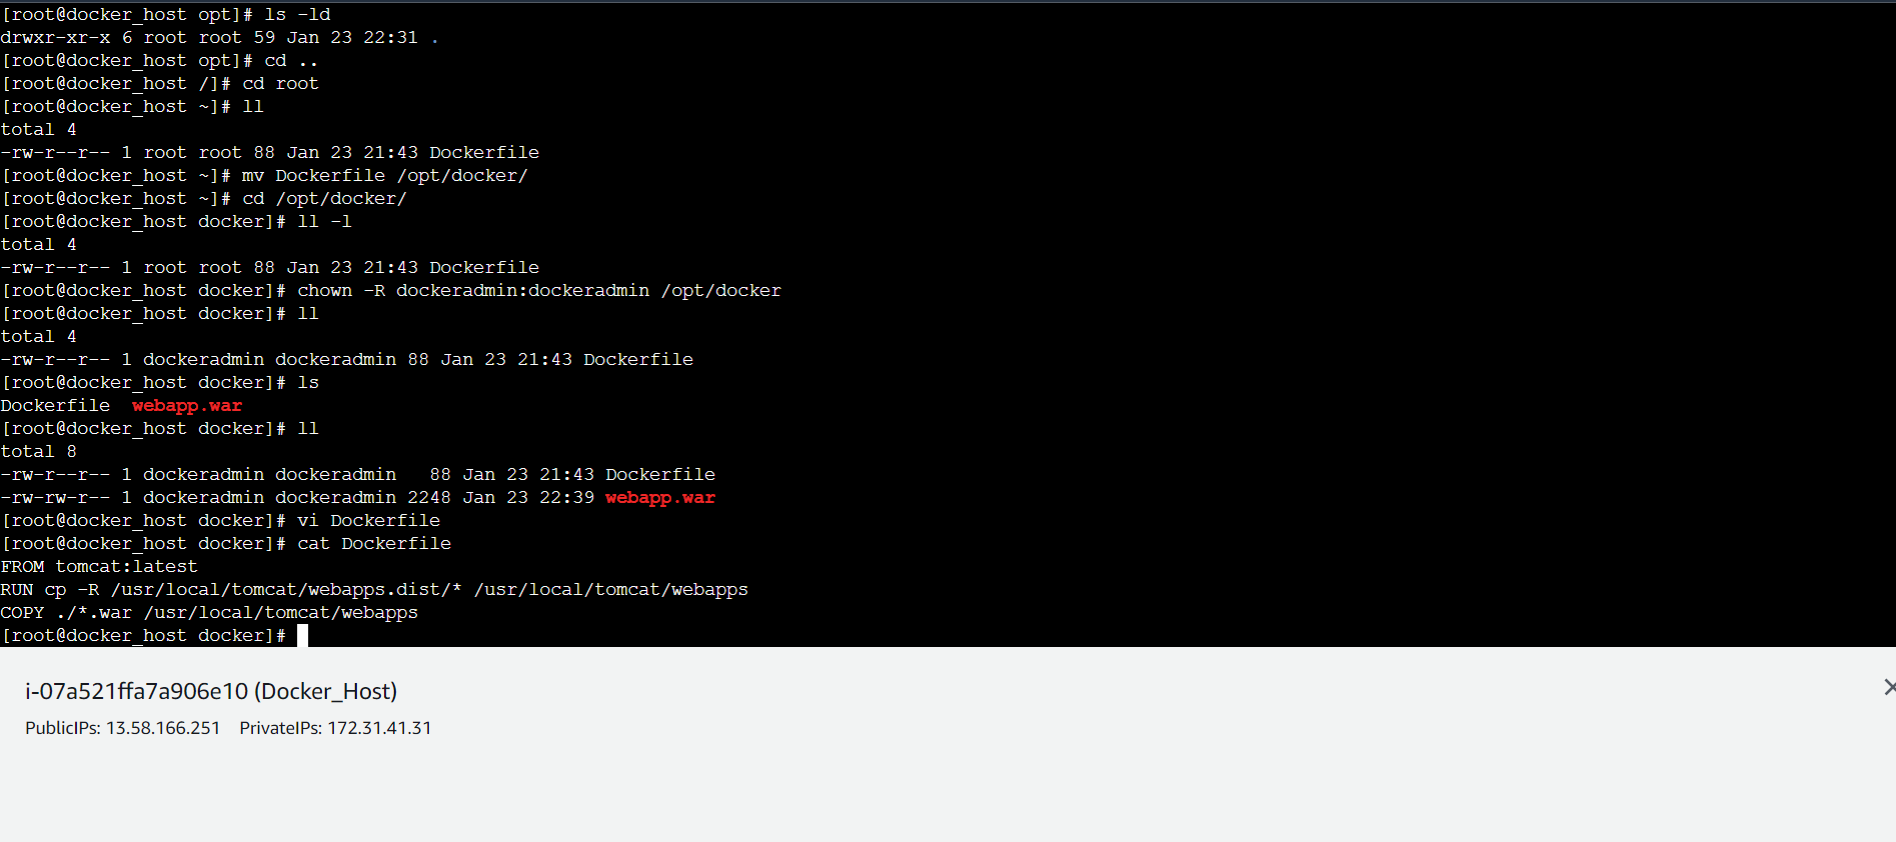 [root@docker_host opt]# ls -ld
drwxr-xr-x 6 root root 59 Jan 23 22:31 .
[root@docker_host opt]# cd ..
[root@docker_host /]# cd root
[root@docker_host ~]# ll
total 4
-rw-r--r-- 1 root root 88 Jan 23 21:43 Dockerfile
[root@docker_host ~]# mv Dockerfile /opt/docker/
[root@docker_host ~]# cd /opt/docker/
[root@docker_host docker]# ll -l
total 4
-rw-r--r-- 1 root root 88 Jan 23 21:43 Dockerfile
[root@docker_host docker]# chown -R dockeradmin:dockeradmin /opt/docker
[root@docker_host docker]# ll
total 4
-rw-r--r-- 1 dockeradmin dockeradmin 88 Jan 23 21:43 Dockerfile
[root@docker_host docker]# ls
Dockerfile  webapp.war
[root@docker_host docker]# ll
total 8
-rw-r--r-- 1 dockeradmin dockeradmin   88 Jan 23 21:43 Dockerfile
-rw-rw-r-- 1 dockeradmin dockeradmin 2248 Jan 23 22:39 webapp.war
[root@docker_host docker]# vi Dockerfile
[root@docker_host docker]# cat Dockerfile
FROM tomcat:latest
RUN cp -R /usr/local/tomcat/webapps.dist/* /usr/local/tomcat/webapps
COPY ./*.war /usr/local/tomcat/webapps
[root@docker_host docker]#
i-07a521ffa7a906e10 (Docker_Host)
PublicIPs: 13.58.166.251    PrivateIPs: 172.31.41.31